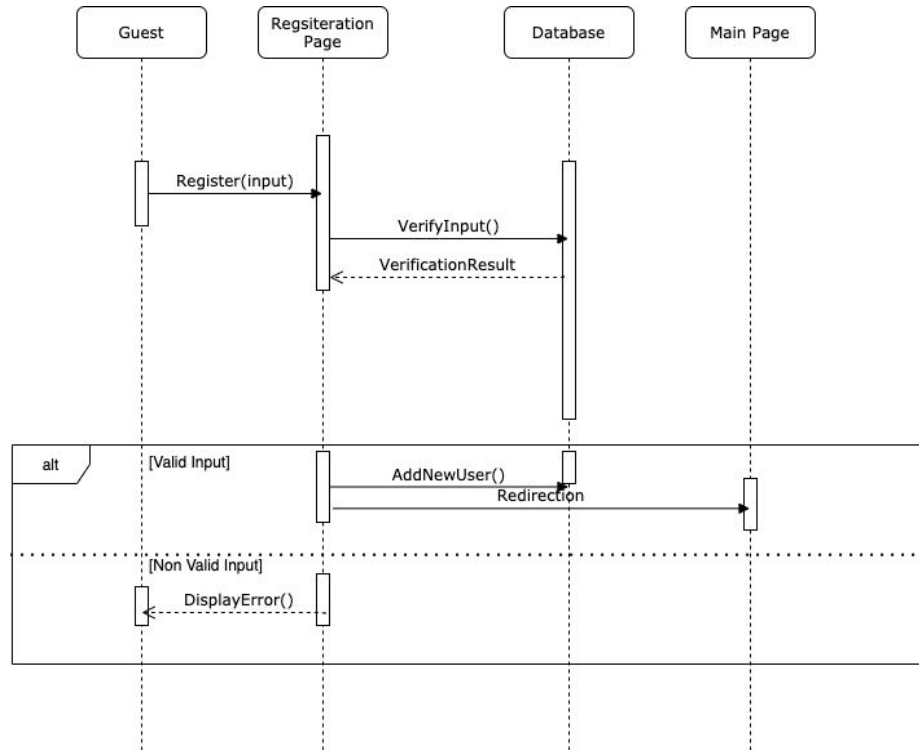 Guest
Regsiteration
Page
Database
Main Page
Register(input)
VerifyInput()
VerificationResult
alt
[Valid Input]
AddNewUser()
Redirection
[Non Valid Input]
DisplayError()